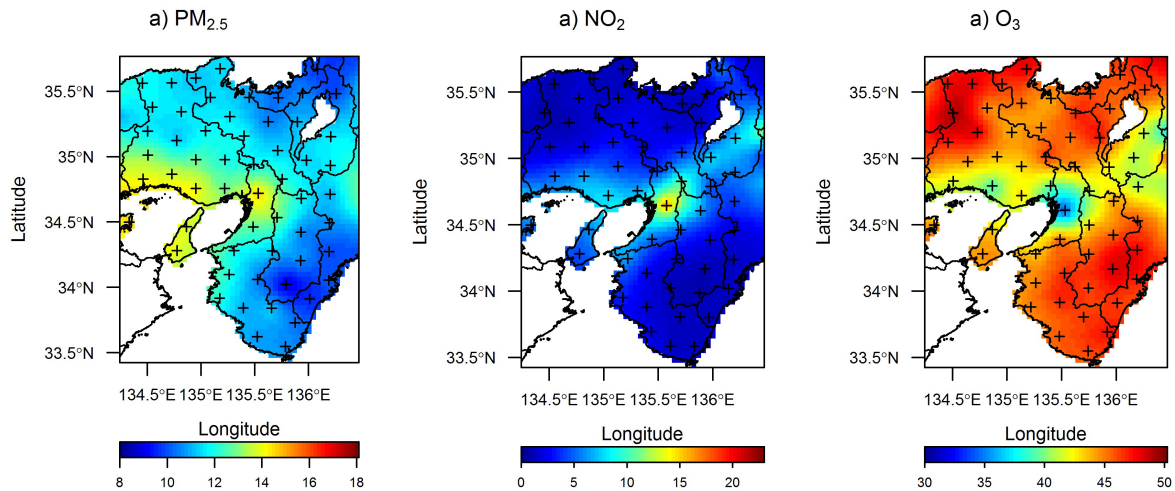 a) PM2.5
35.5°N
35°N
34.5°N
34°N
33.5°N
Latitude
134.5°E 135°E 135.5°E 136°E
Longitude
8 10 12 14 16 18
a) NO2
35.5°N
35°N
34.5°N
34°N
33.5°N
Latitude
134.5°E 135°E 135.5°E 136°E
Longitude
0 5 10 15 20
a) O3
35.5°N
35°N
34.5°N
34°N
33.5°N
Latitude
134.5°E 135°E 135.5°E 136°E
Longitude
30 35 40 45 50